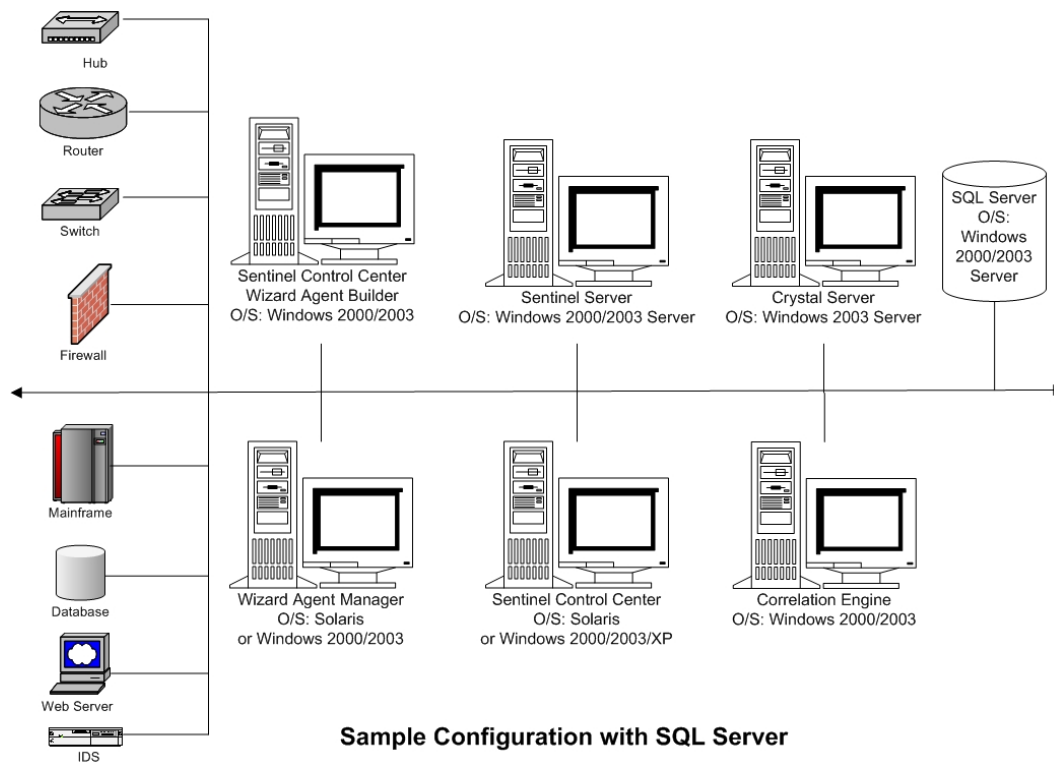 Hub
Router
Switch
Firewall
Mainframe
Database
Web Server
IDS
Sentinel Control Center
Wizard Agent Builder
O/S: Windows 2000/2003
Sentinel Server
O/S: Windows 2000/2003 Server
Crystal Server
O/S: Windows 2003 Server
SQL Server
O/S:
Windows
2000/2003
Server
Wizard Agent Manager
O/S: Solaris
or Windows 2000/2003
Sentinel Control Center
O/S: Solaris
or Windows 2000/2003/XP
Correlation Engine
O/S: Windows 2000/2003
Sample Configuration with SQL Server